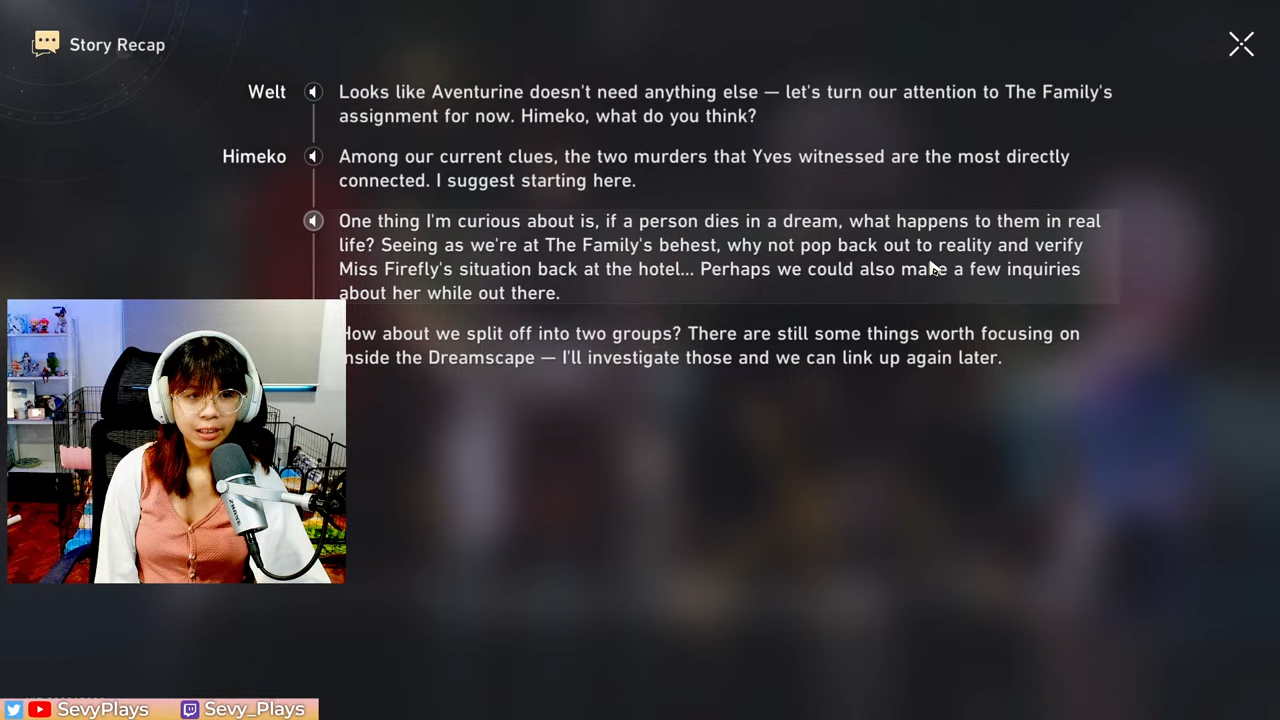 Story Recap
Welt
Looks like Aventurine doesn't need anything else — let's turn our attention to The Family's
assignment for now. Himeko, what do you think?
Himeko
Among our current clues, the two murders that Yves witnessed are the most directly
connected. I suggest starting here.
One thing I'm curious about is, if a person dies in a dream, what happens to them in real
life? Seeing as we're at The Family's behest, why not pop back out to reality and verify
Miss Firefly's situation back at the hotel... Perhaps we could also make a few inquiries
about her while out there.
How about we split off into two groups? There are still some things worth focusing on
inside the Dreamscape — I'll investigate those and we can link up again later.
SevyPlays
Sevy_Plays